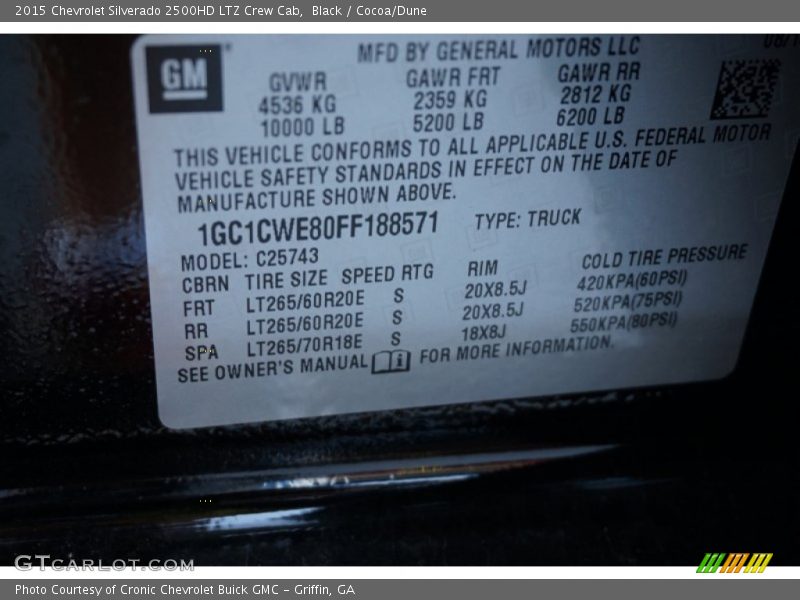 2015 Chevrolet Silverado 2500HD LTZ Crew Cab, Black / Cocoa/Dune
MFD BY GENERAL MOTORS LLC
GM
GVWR GAWR FRT GAWR RR
4536 KG 2359 KG 2812 KG
10000 LB 5200 LB 6200 LB
THIS VEHICLE CONFORMS TO ALL APPLICABLE U.S. FEDERAL MOTOR
VEHICLE SAFETY STANDARDS IN EFFECT ON THE DATE OF
MANUFACTURE SHOWN ABOVE.
1GC1CWE80FF188571 TYPE: TRUCK
MODEL: C25743
CBRN TIRE SIZE SPEED RTG RIM COLD TIRE PRESSURE
FRT LT265/60R20E S 20X8.5J 420KPA(60PSI)
RR LT265/60R20E S 20X8.5J 520KPA(75PSI)
SPA LT265/70R18E S 18X8J 550KPA(80PSI)
SEE OWNER'S MANUAL FOR MORE INFORMATION.
GTcarlot.com
Photo Courtesy of Cronic Chevrolet Buick GMC – Griffin, GA